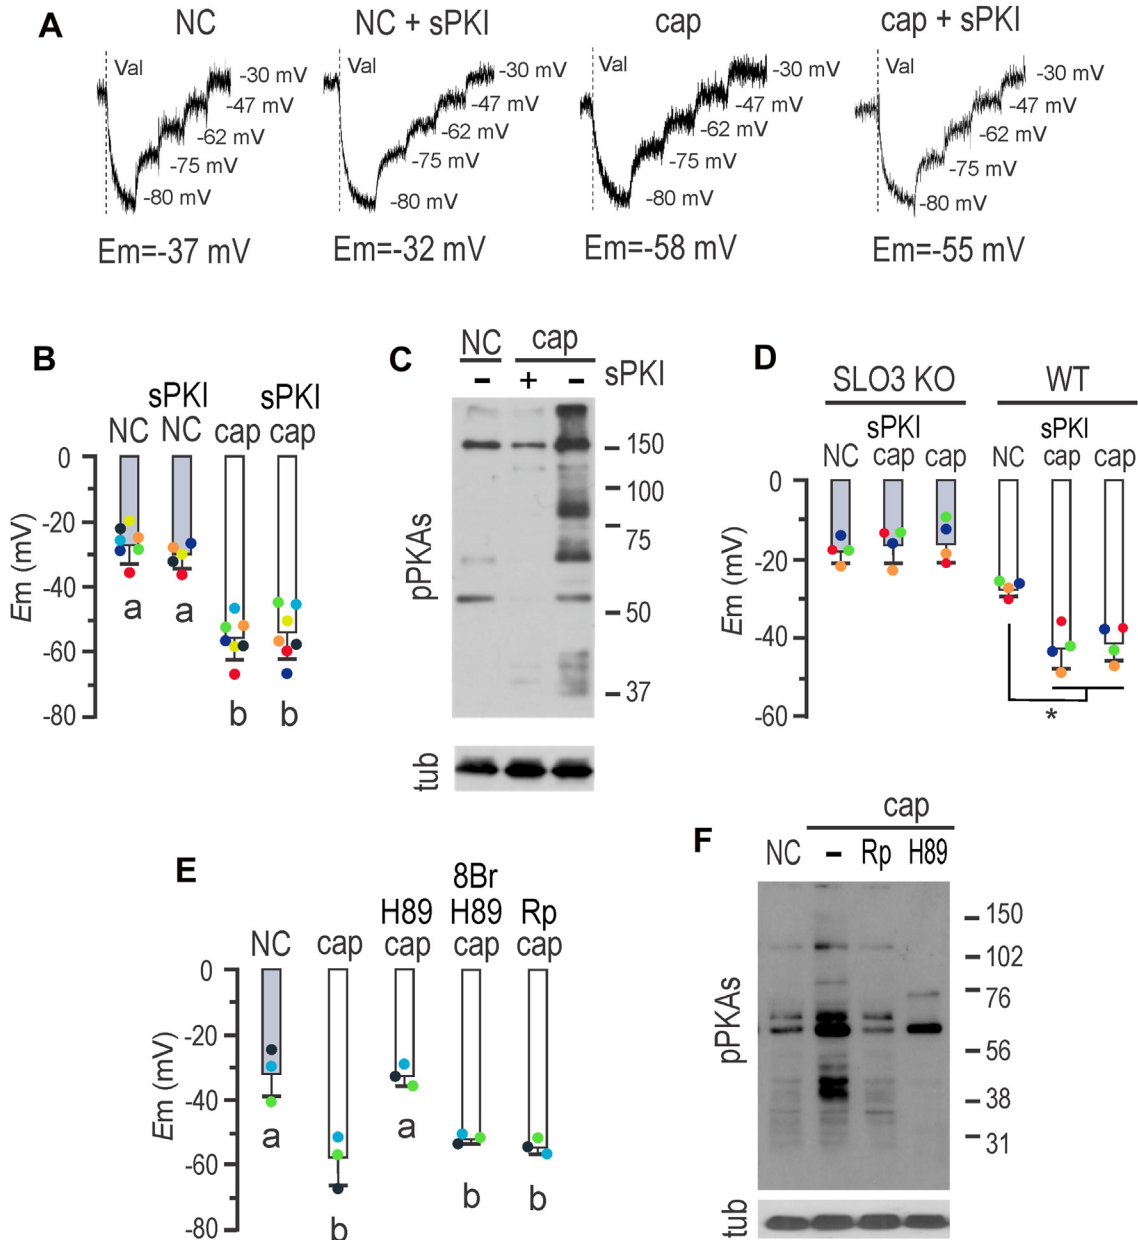 A
NC
NC + sPKI
cap
cap + sPKI
Val
-30 mV
-47 mV
-62 mV
-75 mV
-80 mV
Em=-37 mV
Val
-30 mV
-47 mV
-62 mV
-75 mV
-80 mV
Em=-32 mV
Val
-30 mV
-47 mV
-62 mV
-75 mV
-80 mV
Em=-58 mV
Val
-30 mV
-47 mV
-62 mV
-75 mV
-80 mV
Em=-55 mV
B
sPKI sPKI
NC NC cap cap
Em (mV)
0
-20
-40
-60
-80
a a b b
C
NC cap
- + - sPKI
pPKAs
150
100
75
50
37
tub
D
SLO3 KO WT
sPKI sPKI
NC cap cap NC cap cap
Em (mV)
0
-20
-40
-60
*
E
8Br
H89 H89 Rp
NC cap cap cap cap
Em (mV)
0
-20
-40
-60
-80
a b a b b
F
cap
NC - Rp H89
pPKAs
150
102
76
56
38
31
tub